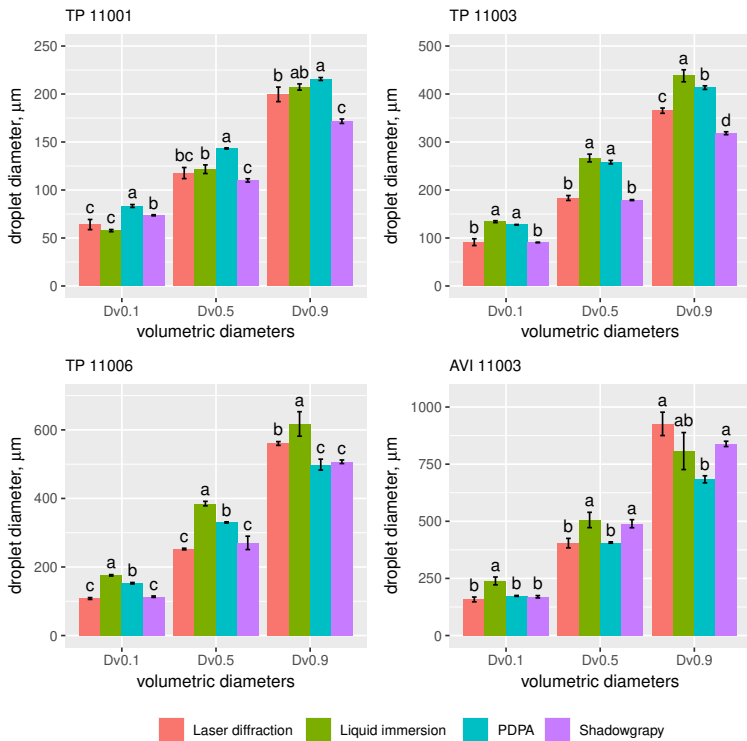 TP 11001
250
200
150
100
50
0
droplet diameter, μm
c c a b
bc b a c
b ab a c
Dv0.1 Dv0.5 Dv0.9
volumetric diameters
TP 11003
500
400
300
200
100
0
droplet diameter, μm
b a a b
b a a b
c a b d
Dv0.1 Dv0.5 Dv0.9
volumetric diameters
TP 11006
600
400
200
0
droplet diameter, μm
c a b c
c a b c
b a c c
Dv0.1 Dv0.5 Dv0.9
volumetric diameters
AVI 11003
1000
750
500
250
0
droplet diameter, μm
b a b b
b a b a
a ab b a
Dv0.1 Dv0.5 Dv0.9
volumetric diameters
Laser diffraction Liquid immersion PDPA Shadowgrapy